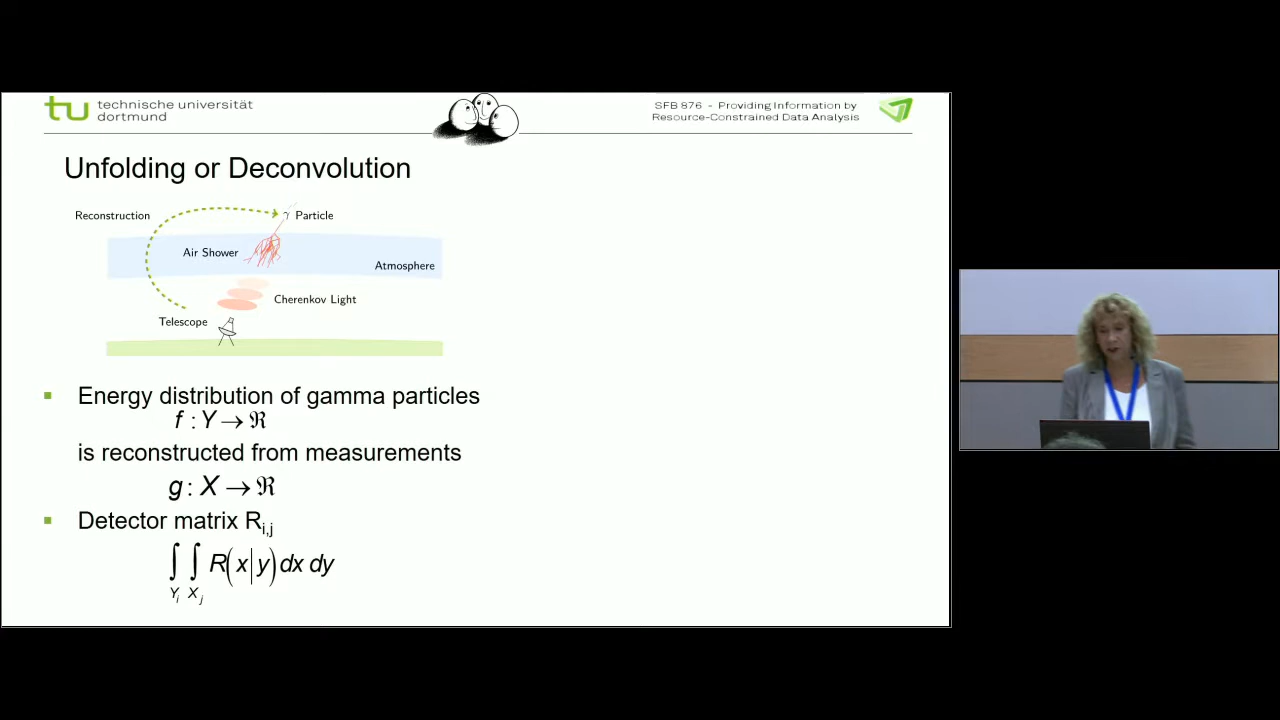 tu technische universität
dortmund
SFB 876 - Providing Information by
Resource-Constrained Data Analysis
Unfolding or Deconvolution
Reconstruction
γ Particle
Air Shower
Atmosphere
Cherenkov Light
Telescope
▪ Energy distribution of gamma particles
f : Y → ℜ
is reconstructed from measurements
g : X → ℜ
▪ Detector matrix R_{i,j}
∫_{Y_i} ∫_{X_j} R(x|y) dx dy